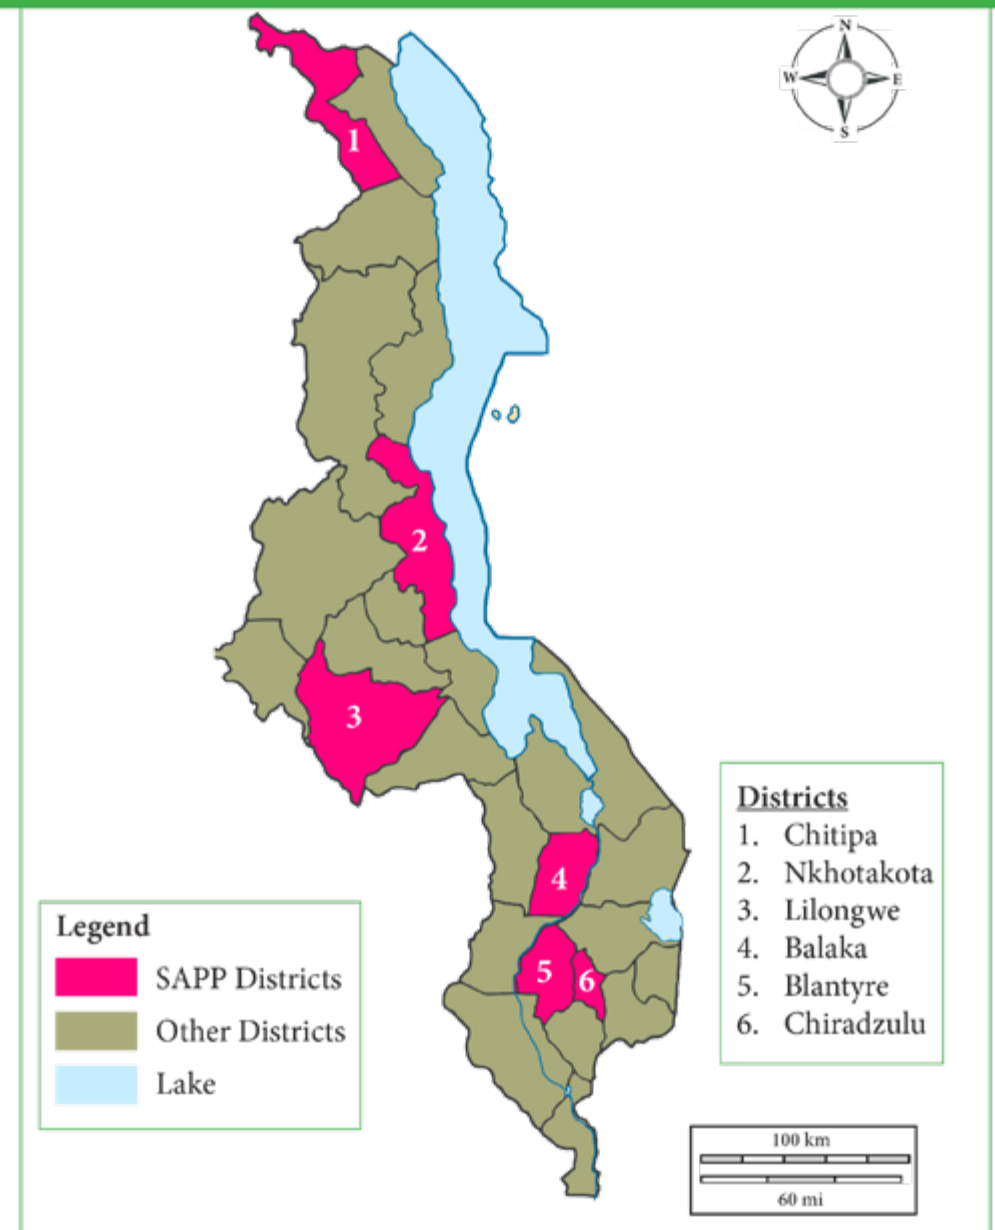 N
W E
S
1
2
3
4
5
6
Districts
1. Chitipa
2. Nkhotakota
3. Lilongwe
4. Balaka
5. Blantyre
6. Chiradzulu
Legend
SAPP Districts
Other Districts
Lake
100 km
60 mi